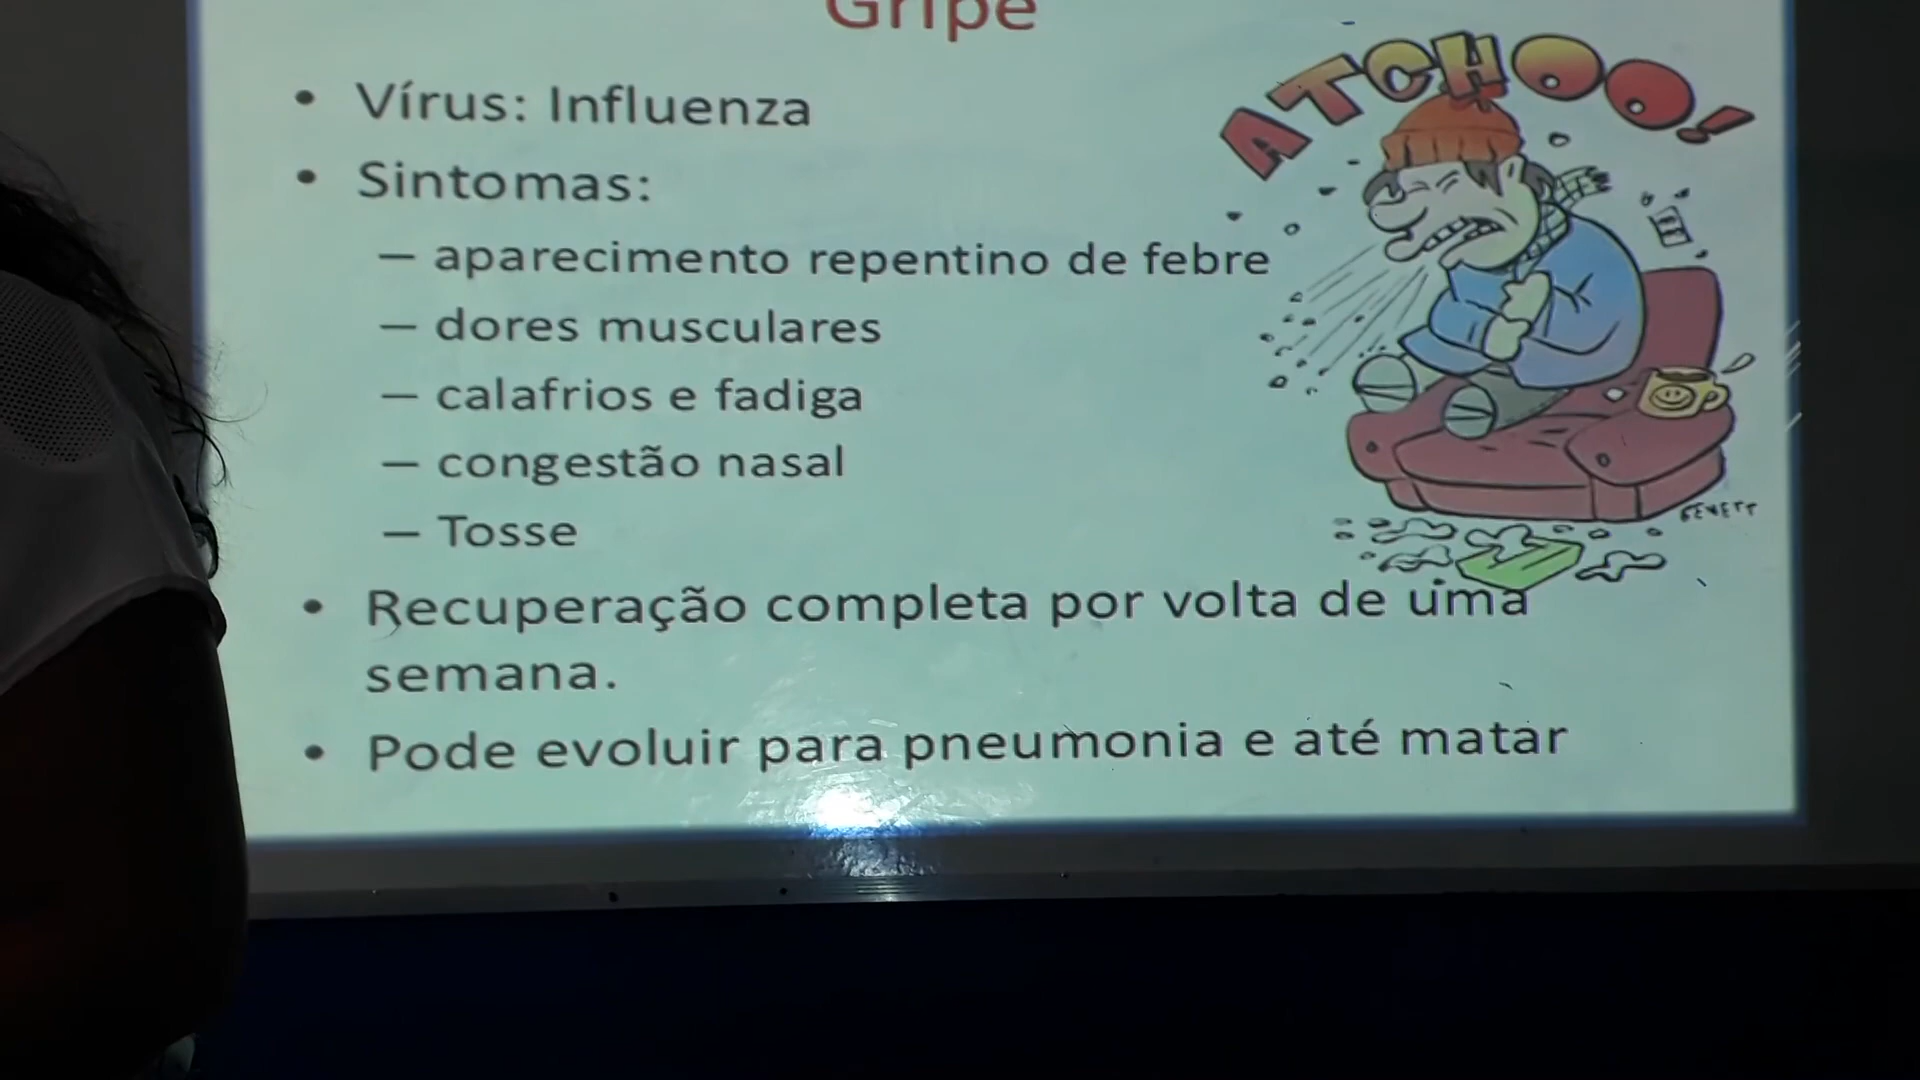 Gripe
ATCHOO!
• Vírus: Influenza
• Sintomas:
– aparecimento repentino de febre
– dores musculares
– calafrios e fadiga
– congestão nasal
– Tosse
BENETT
• Recuperação completa por volta de uma
semana.
• Pode evoluir para pneumonia e até matar